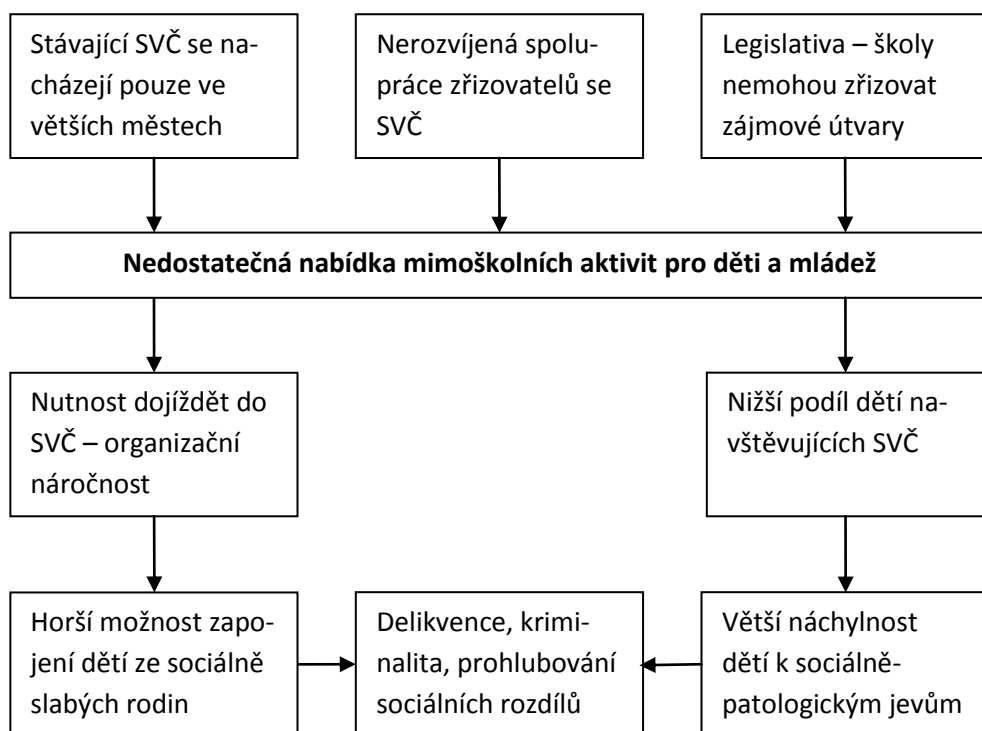 Stávající SVČ se na-
cházejí pouze ve
větších městech
Nerozvíjená spolu-
práce zřizovatelů se
SVČ
Legislativa – školy
nemohou zřizovat
zájmové útvary
Nedostatečná nabídka mimoškolních aktivit pro děti a mládež
Nutnost dojíždět do
SVČ – organizační
náročnost
Nižší podíl dětí na-
vštěvujících SVČ
Horší možnost zapo-
jení dětí ze sociálně
slabých rodin
Delikvence, krimi-
nalita, prohlubování
sociálních rozdílů
Větší náchylnost
dětí k sociálně-
patologickým jevům